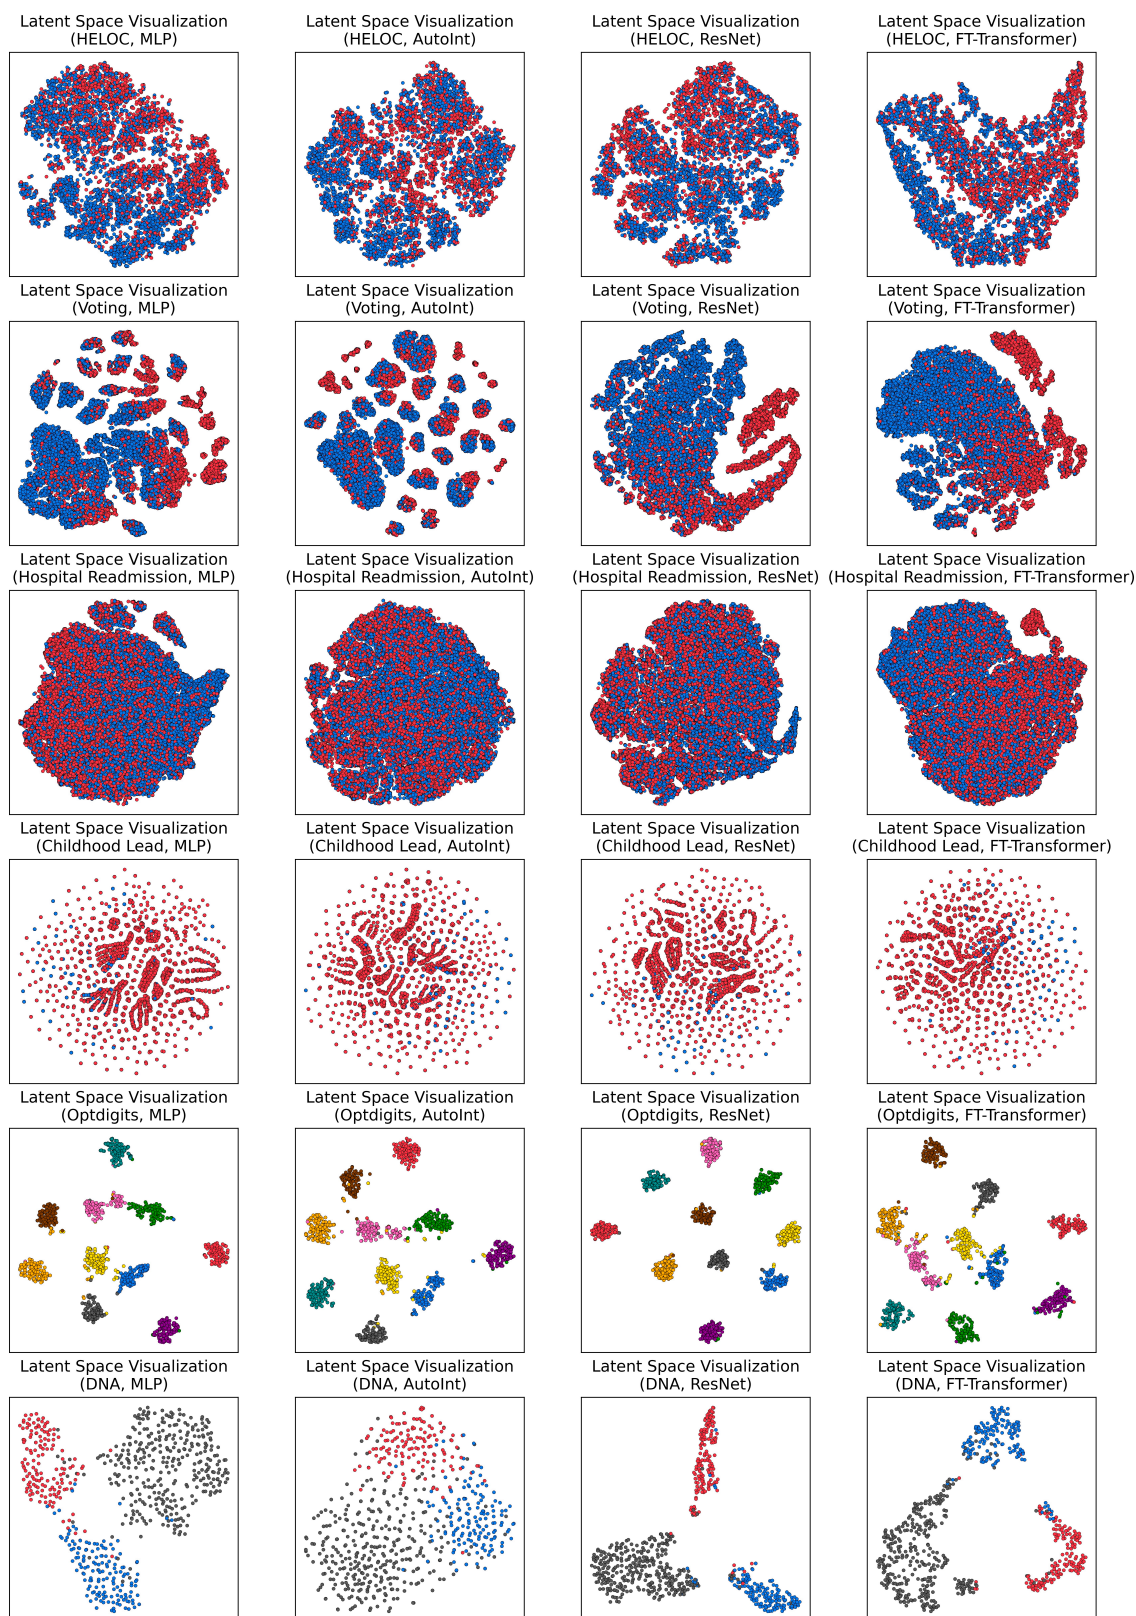 Latent Space Visualization
(HELOC, MLP)
Latent Space Visualization
(HELOC, AutoInt)
Latent Space Visualization
(HELOC, ResNet)
Latent Space Visualization
(HELOC, FT-Transformer)
Latent Space Visualization
(Voting, MLP)
Latent Space Visualization
(Voting, AutoInt)
Latent Space Visualization
(Voting, ResNet)
Latent Space Visualization
(Voting, FT-Transformer)
Latent Space Visualization
(Hospital Readmission, MLP)
Latent Space Visualization
(Hospital Readmission, AutoInt)
Latent Space Visualization
(Hospital Readmission, ResNet)
Latent Space Visualization
(Hospital Readmission, FT-Transformer)
Latent Space Visualization
(Childhood Lead, MLP)
Latent Space Visualization
(Childhood Lead, AutoInt)
Latent Space Visualization
(Childhood Lead, ResNet)
Latent Space Visualization
(Childhood Lead, FT-Transformer)
Latent Space Visualization
(Optdigits, MLP)
Latent Space Visualization
(Optdigits, AutoInt)
Latent Space Visualization
(Optdigits, ResNet)
Latent Space Visualization
(Optdigits, FT-Transformer)
Latent Space Visualization
(DNA, MLP)
Latent Space Visualization
(DNA, AutoInt)
Latent Space Visualization
(DNA, ResNet)
Latent Space Visualization
(DNA, FT-Transformer)